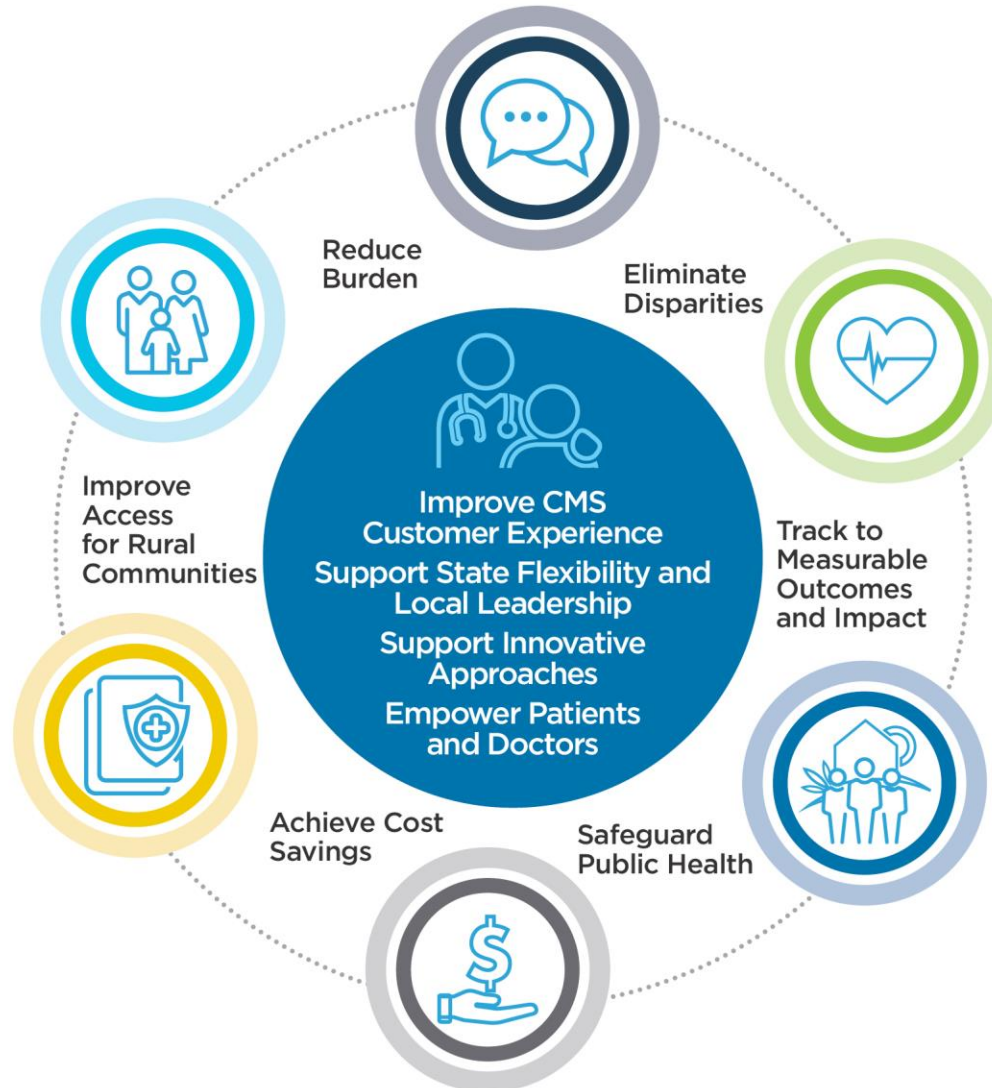 Reduce
Burden
Eliminate
Disparities
Improve
Access
for Rural
Communities
Improve CMS
Customer Experience
Support State Flexibility and
Local Leadership
Support Innovative
Approaches
Empower Patients
and Doctors
Track to
Measurable
Outcomes
and Impact
Achieve Cost
Savings
Safeguard
Public Health
$